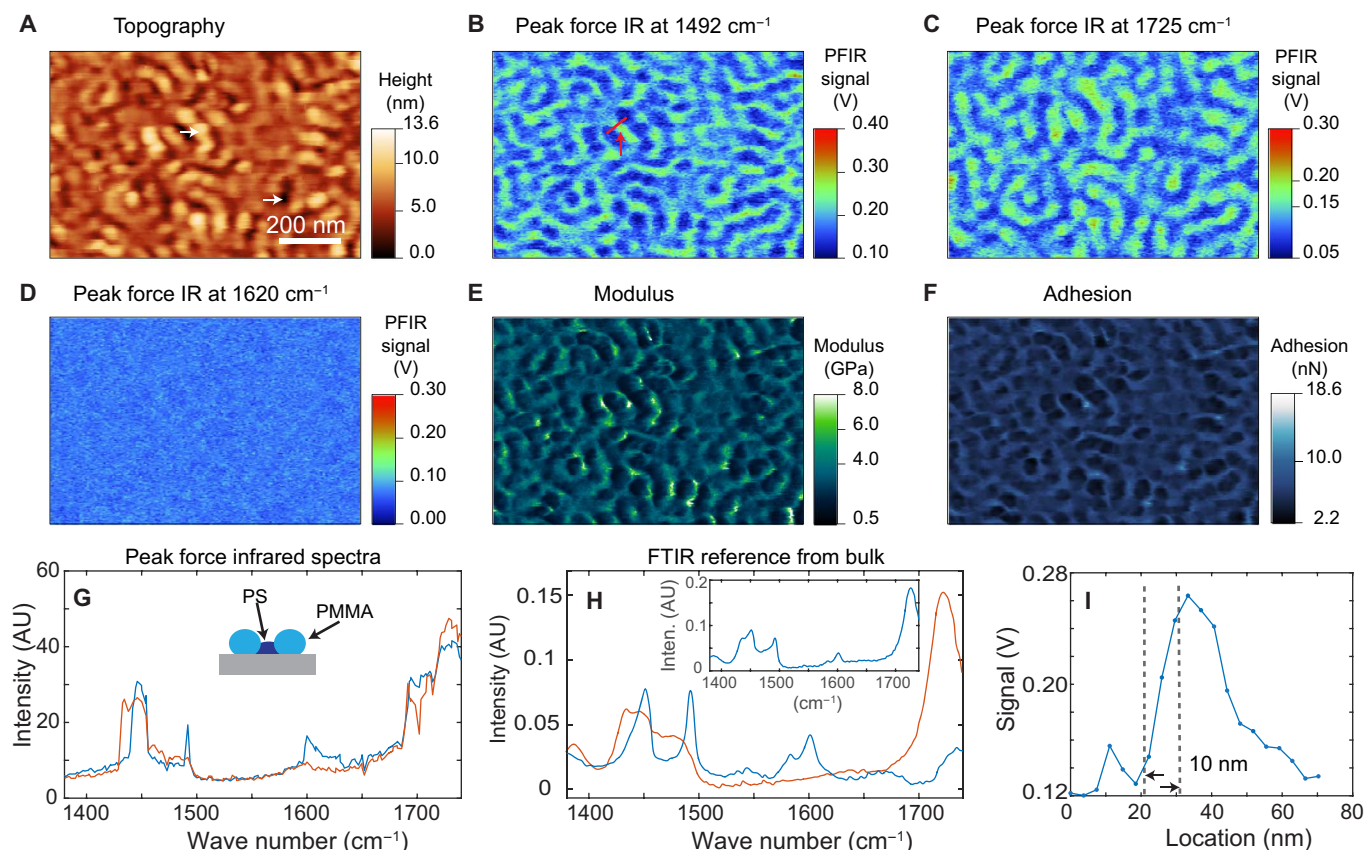 A
Topography
Height
(nm)
13.6
10.0
5.0
0.0
200 nm
B
Peak force IR at 1492 cm⁻¹
PFIR
signal
(V)
0.40
0.30
0.20
0.10
C
Peak force IR at 1725 cm⁻¹
PFIR
signal
(V)
0.30
0.20
0.15
0.05
D
Peak force IR at 1620 cm⁻¹
PFIR
signal
(V)
0.30
0.20
0.10
0.00
E
Modulus
Modulus
(GPa)
8.0
6.0
4.0
0.5
F
Adhesion
Adhesion
(nN)
18.6
10.0
2.2
Peak force infrared spectra
G
PS
PMMA
60
40
20
0
Intensity (AU)
1400
1500
1600
1700
Wave number (cm⁻¹)
FTIR reference from bulk
H
0.15
0.1
0.05
0
Intensity (AU)
0.2
0.1
0
Inten. (AU)
1400
1500
1600
1700
(cm⁻¹)
1400
1500
1600
1700
Wave number (cm⁻¹)
I
0.28
0.20
0.12
Signal (V)
10 nm
0
20
40
60
80
Location (nm)